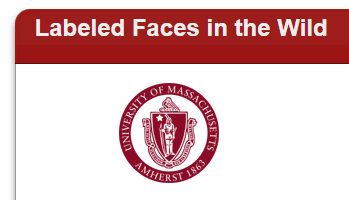 Labeled Faces in the Wild
UNIVERSITY OF MASSACHUSETTS
AMHERST 1863